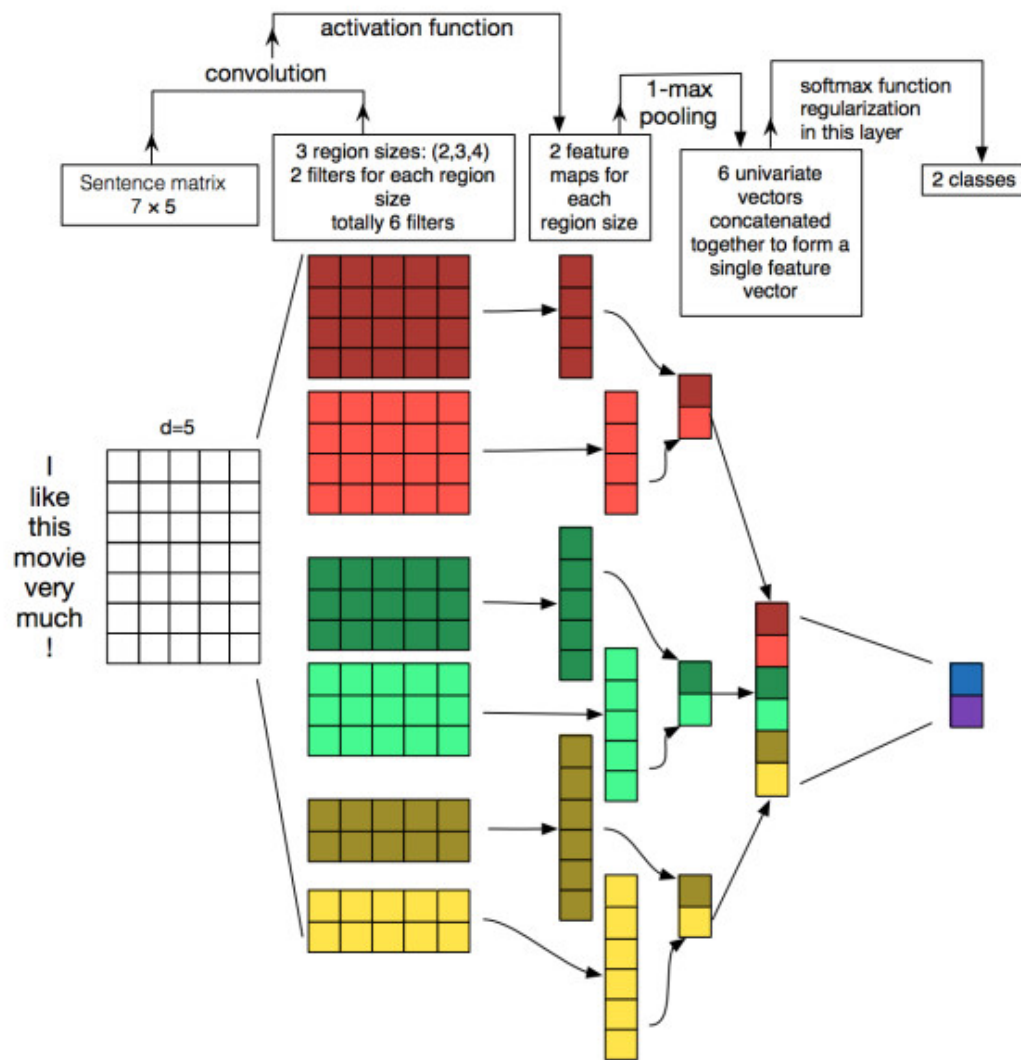 activation function
convolution
1-max
pooling
softmax function
regularization
in this layer
Sentence matrix
7 × 5
3 region sizes: (2,3,4)
2 filters for each region
size
totally 6 filters
2 feature
maps for
each
region size
6 univariate
vectors
concatenated
together to form a
single feature
vector
2 classes
d=5
I
like
this
movie
very
much
!